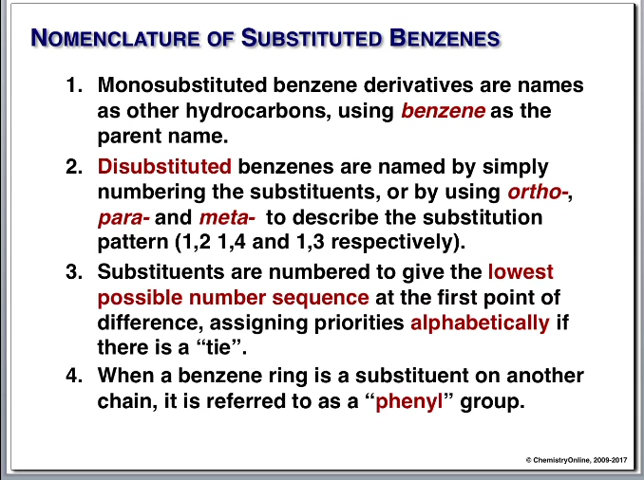 NOMENCLATURE OF SUBSTITUTED BENZENES
1. Monosubstituted benzene derivatives are names
as other hydrocarbons, using benzene as the
parent name.
2. Disubstituted benzenes are named by simply
numbering the substituents, or by using ortho-,
para- and meta- to describe the substitution
pattern (1,2 1,4 and 1,3 respectively).
3. Substituents are numbered to give the lowest
possible number sequence at the first point of
difference, assigning priorities alphabetically if
there is a “tie”.
4. When a benzene ring is a substituent on another
chain, it is referred to as a “phenyl” group.
© ChemistryOnline, 2009-2017